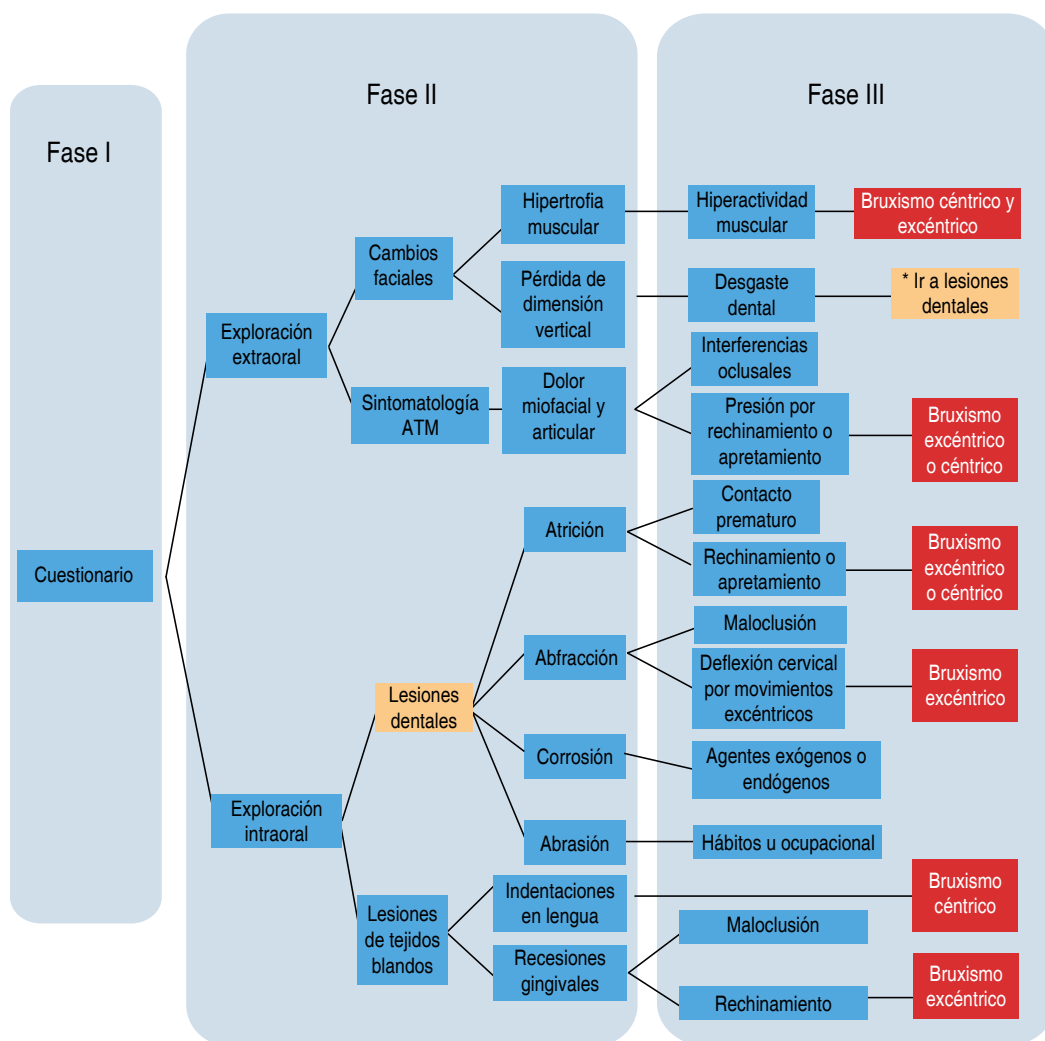 Fase I
Cuestionario
Fase II
Exploración
extraoral
Cambios
faciales
Hipertrofia
muscular
Pérdida de
dimensión
vertical
Sintomatología
ATM
Dolor
miofacial y
articular
Exploración
intraoral
Lesiones
dentales
Atrición
Abfracción
Corrosión
Abrasión
Lesiones
de tejidos
blandos
Indentaciones
en lengua
Recesiones
gingivales
Fase III
Hiperactividad
muscular
Bruxismo céntrico y
excéntrico
Desgaste
dental
* Ir a lesiones
dentales
Interferencias
oclusales
Presión por
rechinamiento o
apretamiento
Bruxismo
excéntrico
o céntrico
Contacto
prematuro
Rechinamiento o
apretamiento
Bruxismo
excéntrico
o céntrico
Maloclusión
Deflexión cervical
por movimientos
excéntricos
Bruxismo
excéntrico
Agentes exógenos o
endógenos
Hábitos u ocupacional
Bruxismo
céntrico
Maloclusión
Rechinamiento
Bruxismo
excéntrico